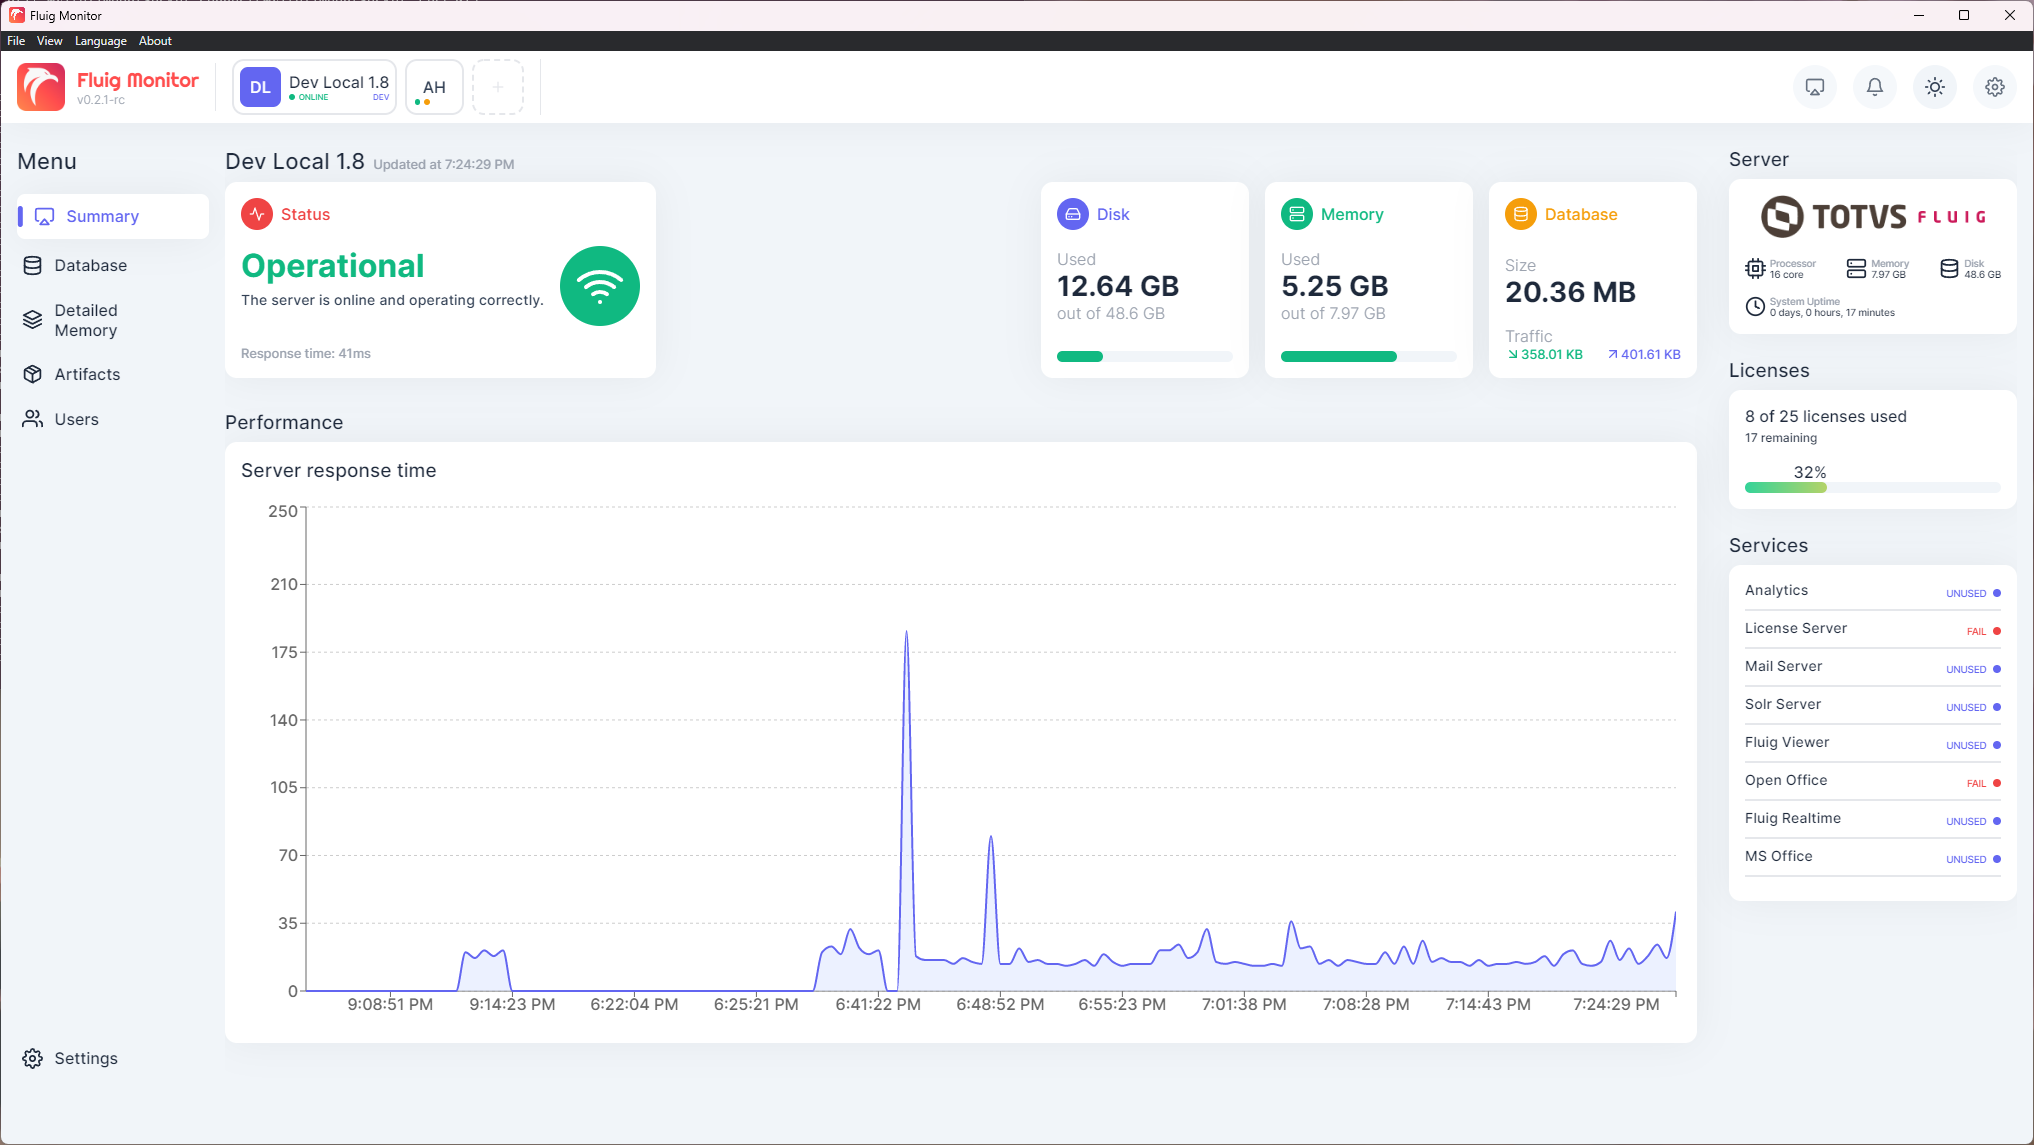 Fluig Monitor
File View Language About
Fluig Monitor
v0.2.1-rc
DL
Dev Local 1.8
ONLINE DEV
AH
+
Menu
Summary
Database
Detailed
Memory
Artifacts
Users
Settings
Dev Local 1.8 Updated at 7:24:29 PM
Status
Operational
The server is online and operating correctly.
Response time: 41ms
Disk
Used
12.64 GB
out of 48.6 GB
Memory
Used
5.25 GB
out of 7.97 GB
Database
Size
20.36 MB
Traffic
358.01 KB 401.61 KB
Performance
Server response time
250
210
175
140
105
70
35
0
9:08:51 PM 9:14:23 PM 6:22:04 PM 6:25:21 PM 6:41:22 PM 6:48:52 PM 6:55:23 PM 7:01:38 PM 7:08:28 PM 7:14:43 PM 7:24:29 PM
Server
TOTVS FLUIG
Processor
16 core
Memory
7.97 GB
Disk
48.6 GB
System Uptime
0 days, 0 hours, 17 minutes
Licenses
8 of 25 licenses used
17 remaining
32%
Services
Analytics UNUSED
License Server FAIL
Mail Server UNUSED
Solr Server UNUSED
Fluig Viewer UNUSED
Open Office FAIL
Fluig Realtime UNUSED
MS Office UNUSED